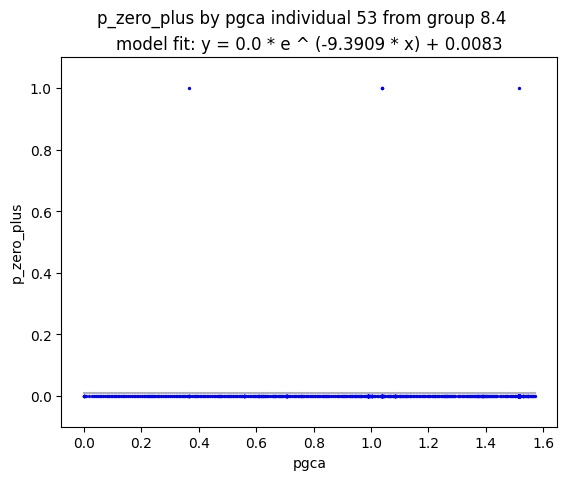 p_zero_plus by pgca individual 53 from group 8.4
model fit: y = 0.0 * e ^ (-9.3909 * x) + 0.0083
1.0
0.8
0.6
0.4
0.2
0.0
p_zero_plus
0.0 0.2 0.4 0.6 0.8 1.0 1.2 1.4 1.6
pgca